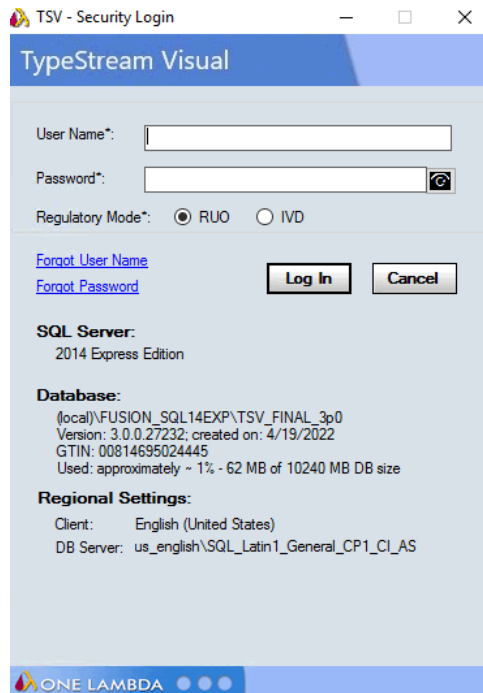 TSV - Security Login
TypeStream Visual
User Name*:
Password*:
Regulatory Mode*: RUO IVD
Forgot User Name
Forgot Password
Log In Cancel
SQL Server:
2014 Express Edition
Database:
(local)\FUSION_SQL14EXP\TSV_FINAL_3p0
Version: 3.0.0.27232; created on: 4/19/2022
GTIN: 00814695024445
Used: approximately ~ 1% - 62 MB of 10240 MB DB size
Regional Settings:
Client: English (United States)
DB Server: us_english\SQL_Latin1_General_CP1_CI_AS
ONE LAMBDA